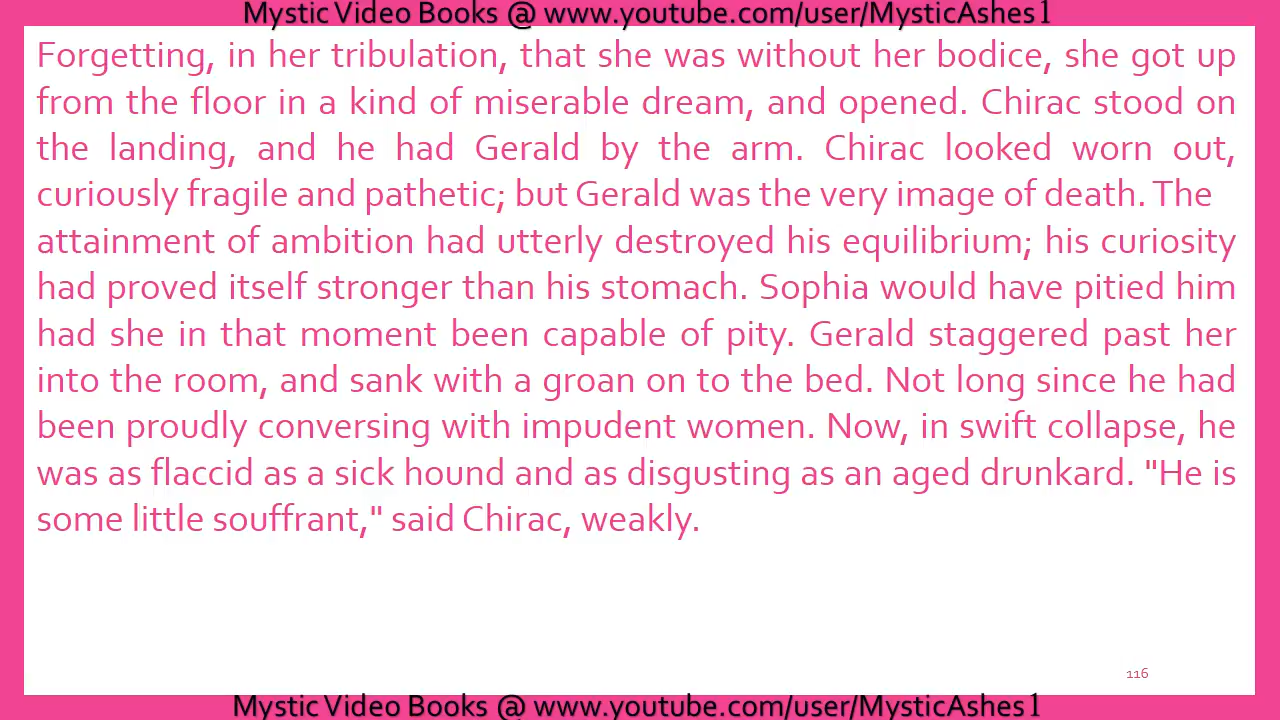 Mystic Video Books @ www.youtube.com/user/MysticAshes1
Forgetting, in her tribulation, that she was without her bodice, she got up
from the floor in a kind of miserable dream, and opened. Chirac stood on
the landing, and he had Gerald by the arm. Chirac looked worn out,
curiously fragile and pathetic; but Gerald was the very image of death. The
attainment of ambition had utterly destroyed his equilibrium; his curiosity
had proved itself stronger than his stomach. Sophia would have pitied him
had she in that moment been capable of pity. Gerald staggered past her
into the room, and sank with a groan on to the bed. Not long since he had
been proudly conversing with impudent women. Now, in swift collapse, he
was as flaccid as a sick hound and as disgusting as an aged drunkard. "He is
some little souffrant," said Chirac, weakly.
116
Mystic Video Books @ www.youtube.com/user/MysticAshes1